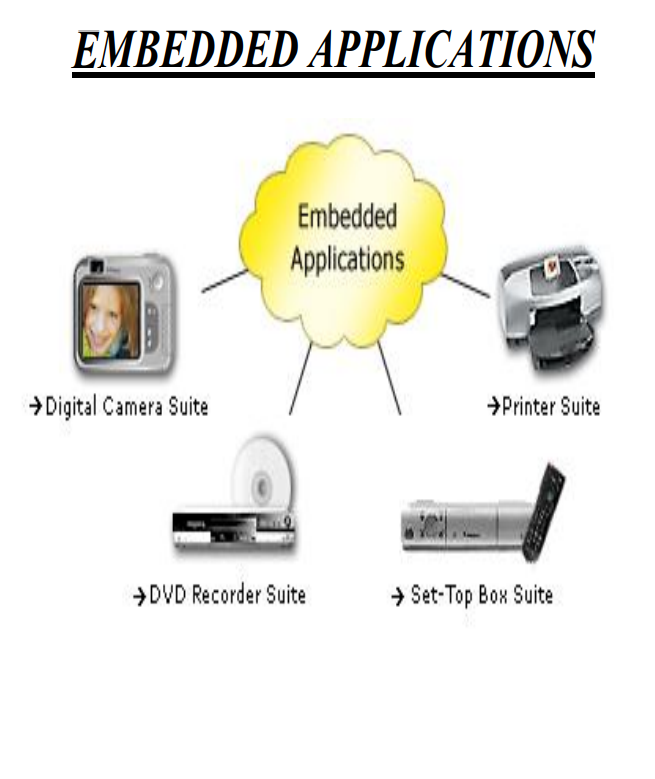 EMBEDDED APPLICATIONS
Embedded
Applications
→Digital Camera Suite
→Printer Suite
→DVD Recorder Suite
→ Set-Top Box Suite